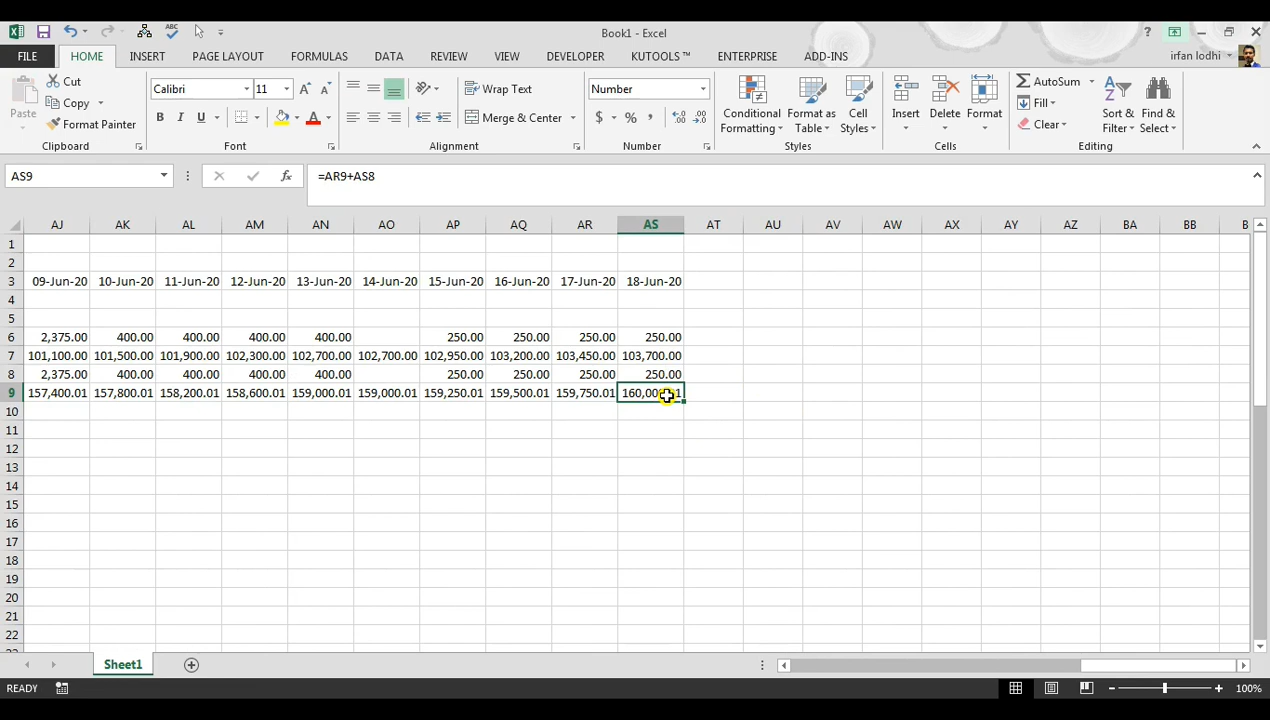 Book1 - Excel
?
FILE HOME INSERT PAGE LAYOUT FORMULAS DATA REVIEW VIEW DEVELOPER KUTOOLS ™ ENTERPRISE ADD-INS irfan lodhi
Cut Calibri 11 Wrap Text Number AutoSum
Copy Fill
Paste Format Painter B I U Merge & Center $ % , Conditional Formatting Format as Table Cell Styles Insert Delete Format Clear Sort & Filter Find & Select
Clipboard Font Alignment Number Styles Cells Editing
AS9 fx =AR9+AS8
AJ AK AL AM AN AO AP AQ AR AS AT AU AV AW AX AY AZ BA BB B
1
2
3 09-Jun-20 10-Jun-20 11-Jun-20 12-Jun-20 13-Jun-20 14-Jun-20 15-Jun-20 16-Jun-20 17-Jun-20 18-Jun-20
4
5
6 2,375.00 400.00 400.00 400.00 400.00 250.00 250.00 250.00 250.00
7 101,100.00 101,500.00 101,900.00 102,300.00 102,700.00 102,700.00 102,950.00 103,200.00 103,450.00 103,700.00
8 2,375.00 400.00 400.00 400.00 400.00 250.00 250.00 250.00 250.00
9 157,400.01 157,800.01 158,200.01 158,600.01 159,000.01 159,000.01 159,250.01 159,500.01 159,750.01
10
11
12
13
14
15
16
17
18
19
20
21
22
Sheet1
READY 100%